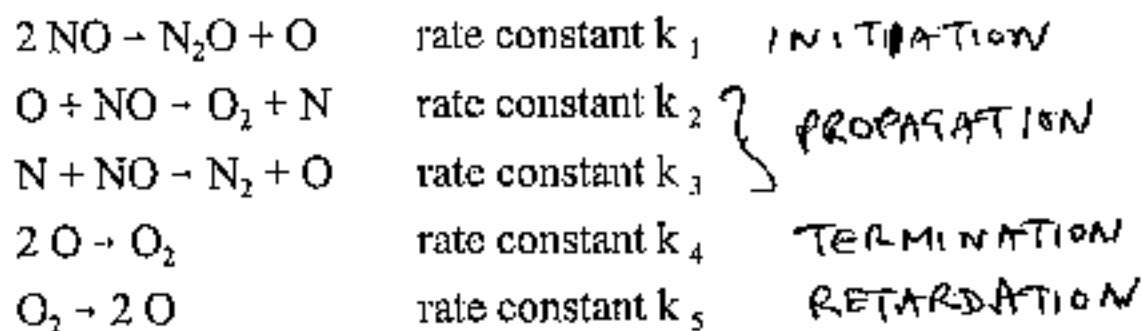 2 NO → N₂O + O rate constant k₁ INITIATION
O + NO → O₂ + N rate constant k₂
PROPAGATION
N + NO → N₂ + O rate constant k₃
2 O → O₂ rate constant k₄ TERMINATION
O₂ → 2 O rate constant k₅ RETARDATION